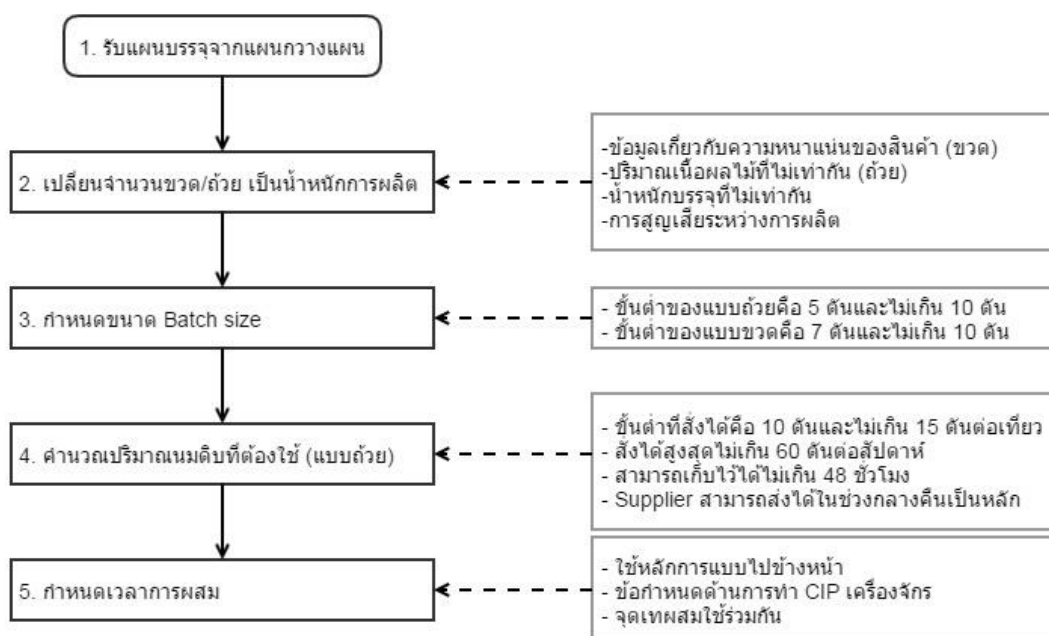 1. รับแผนบรรจุจากแผนกวางแผน
2. เปลี่ยนจำนวนขวด/ถ้วย เป็นน้ำหนักการผลิต
-ข้อมูลเกี่ยวกับความหนาแน่นของสินค้า (ขวด)
-ปริมาณเนื้อผลไม้ที่ไม่เท่ากัน (ถ้วย)
-น้ำหนักบรรจุที่ไม่เท่ากัน
-การสูญเสียระหว่างการผลิต
3. กำหนดขนาด Batch size
- ขั้นต่ำของแบบถ้วยคือ 5 ตันและไม่เกิน 10 ตัน
- ขั้นต่ำของแบบขวดคือ 7 ตันและไม่เกิน 10 ตัน
4. คำนวณปริมาณนมดิบที่ต้องใช้ (แบบถ้วย)
- ขั้นต่ำที่สั่งได้คือ 10 ตันและไม่เกิน 15 ตันต่อเที่ยว
- สั่งได้สูงสุดไม่เกิน 60 ตันต่อสัปดาห์
- สามารถเก็บไว้ได้ไม่เกิน 48 ชั่วโมง
- Supplier สามารถส่งได้ในช่วงกลางคืนเป็นหลัก
5. กำหนดเวลาการผสม
- ใช้หลักการแบบไปข้างหน้า
- ข้อกำหนดด้านการทำ CIP เครื่องจักร
- จุดเทผสมใช้ร่วมกัน